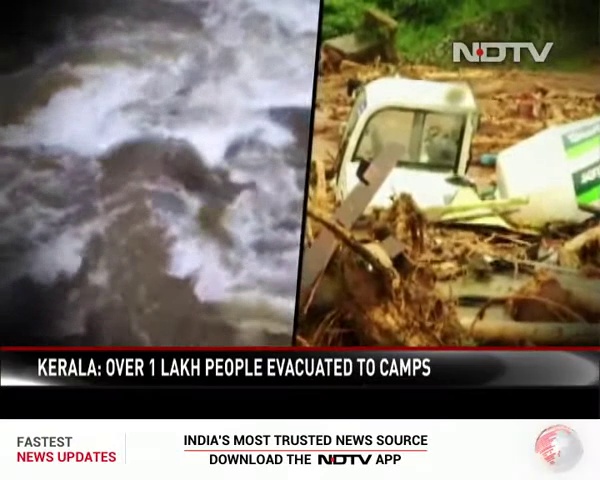 NDTV
KERALA: OVER 1 LAKH PEOPLE EVACUATED TO CAMPS
FASTEST
NEWS UPDATES
INDIA'S MOST TRUSTED NEWS SOURCE
DOWNLOAD THE NDTV APP